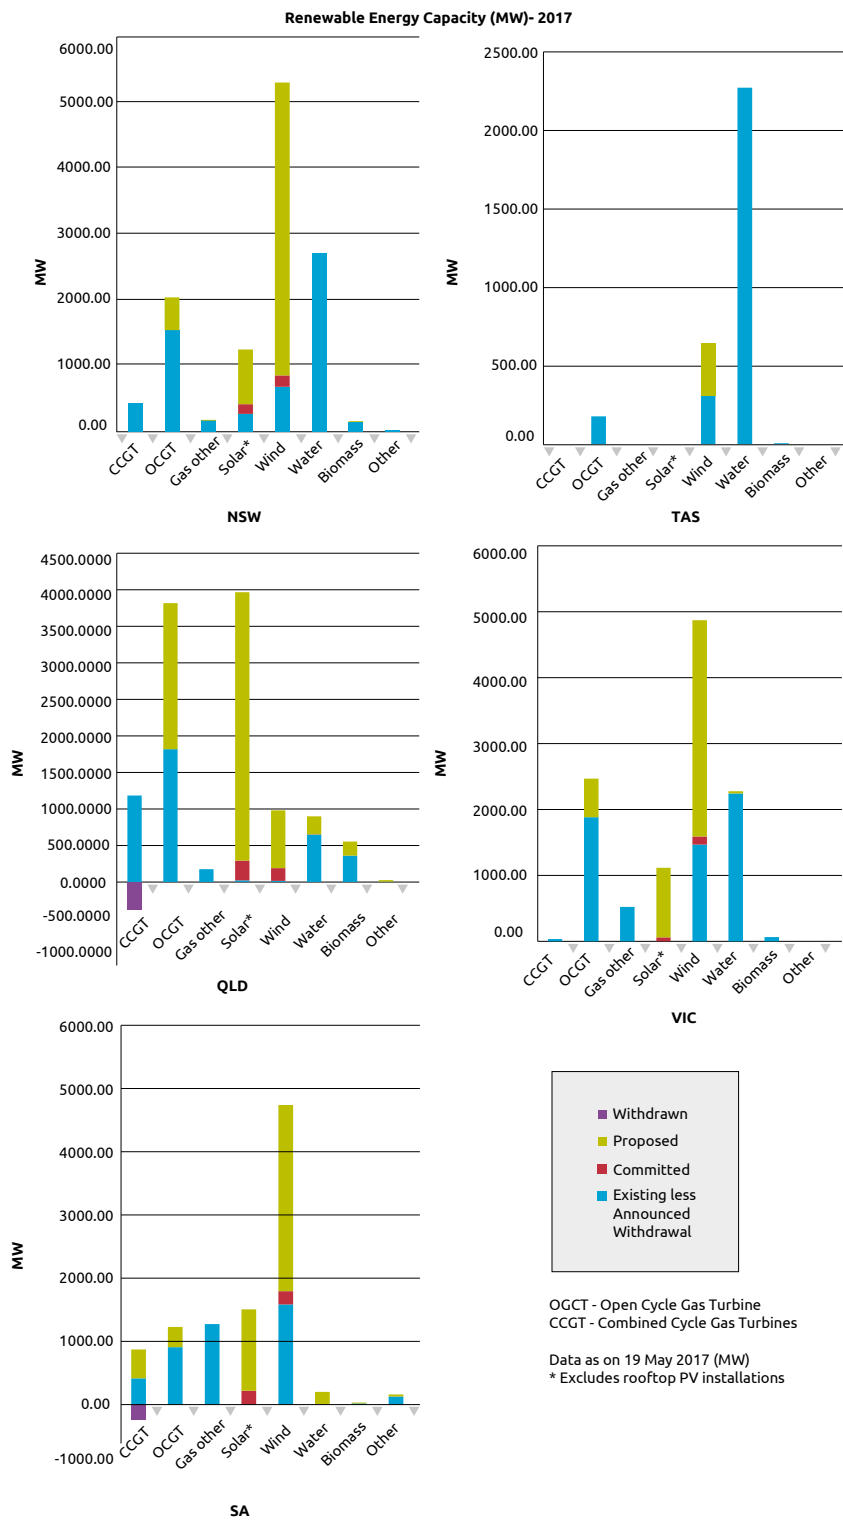 Renewable Energy Capacity (MW)- 2017
6000.00
5000.00
4000.00
3000.00
2000.00
1000.00
0.00
MW
CCGT
OCGT
Gas other
Solar*
Wind
Water
Biomass
Other
NSW
2500.00
2000.00
1500.00
1000.00
500.00
0.00
MW
CCGT
OCGT
Gas other
Solar*
Wind
Water
Biomass
Other
TAS
4500.0000
4000.0000
3500.0000
3000.0000
2500.0000
2000.0000
1500.0000
1000.0000
500.0000
0.0000
-500.0000
-1000.0000
MW
CCGT
OCGT
Gas other
Solar*
Wind
Water
Biomass
Other
QLD
6000.00
5000.00
4000.00
3000.00
2000.00
1000.00
0.00
MW
CCGT
OCGT
Gas other
Solar*
Wind
Water
Biomass
Other
VIC
6000.00
5000.00
4000.00
3000.00
2000.00
1000.00
0.00
-1000.00
MW
CCGT
OCGT
Gas other
Solar*
Wind
Water
Biomass
Other
SA
Withdrawn
Proposed
Committed
Existing less
Announced
Withdrawal
OGCT - Open Cycle Gas Turbine
CCGT - Combined Cycle Gas Turbines
Data as on 19 May 2017 (MW)
* Excludes rooftop PV installations